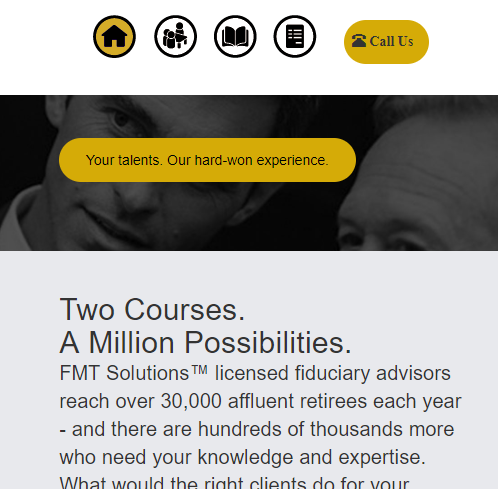 Call Us
Your talents. Our hard-won experience.
Two Courses.
A Million Possibilities.
FMT Solutions™ licensed fiduciary advisors
reach over 30,000 affluent retirees each year
- and there are hundreds of thousands more
who need your knowledge and expertise.
What would the right clients do for your